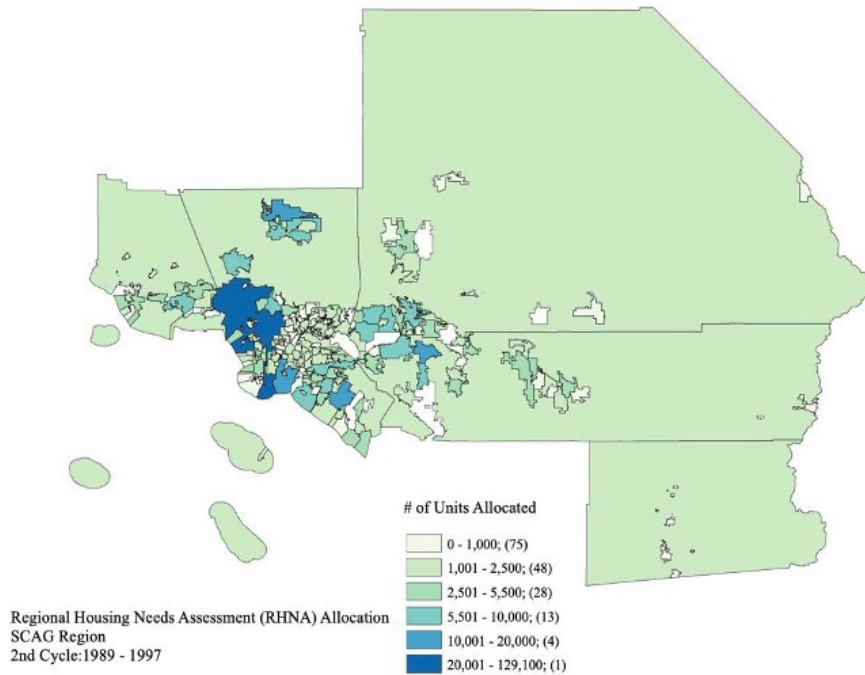 # of Units Allocated
0 - 1,000; (75)
1,001 - 2,500; (48)
2,501 - 5,500; (28)
5,501 - 10,000; (13)
10,001 - 20,000; (4)
20,001 - 129,100; (1)
Regional Housing Needs Assessment (RHNA) Allocation
SCAG Region
2nd Cycle:1989 - 1997